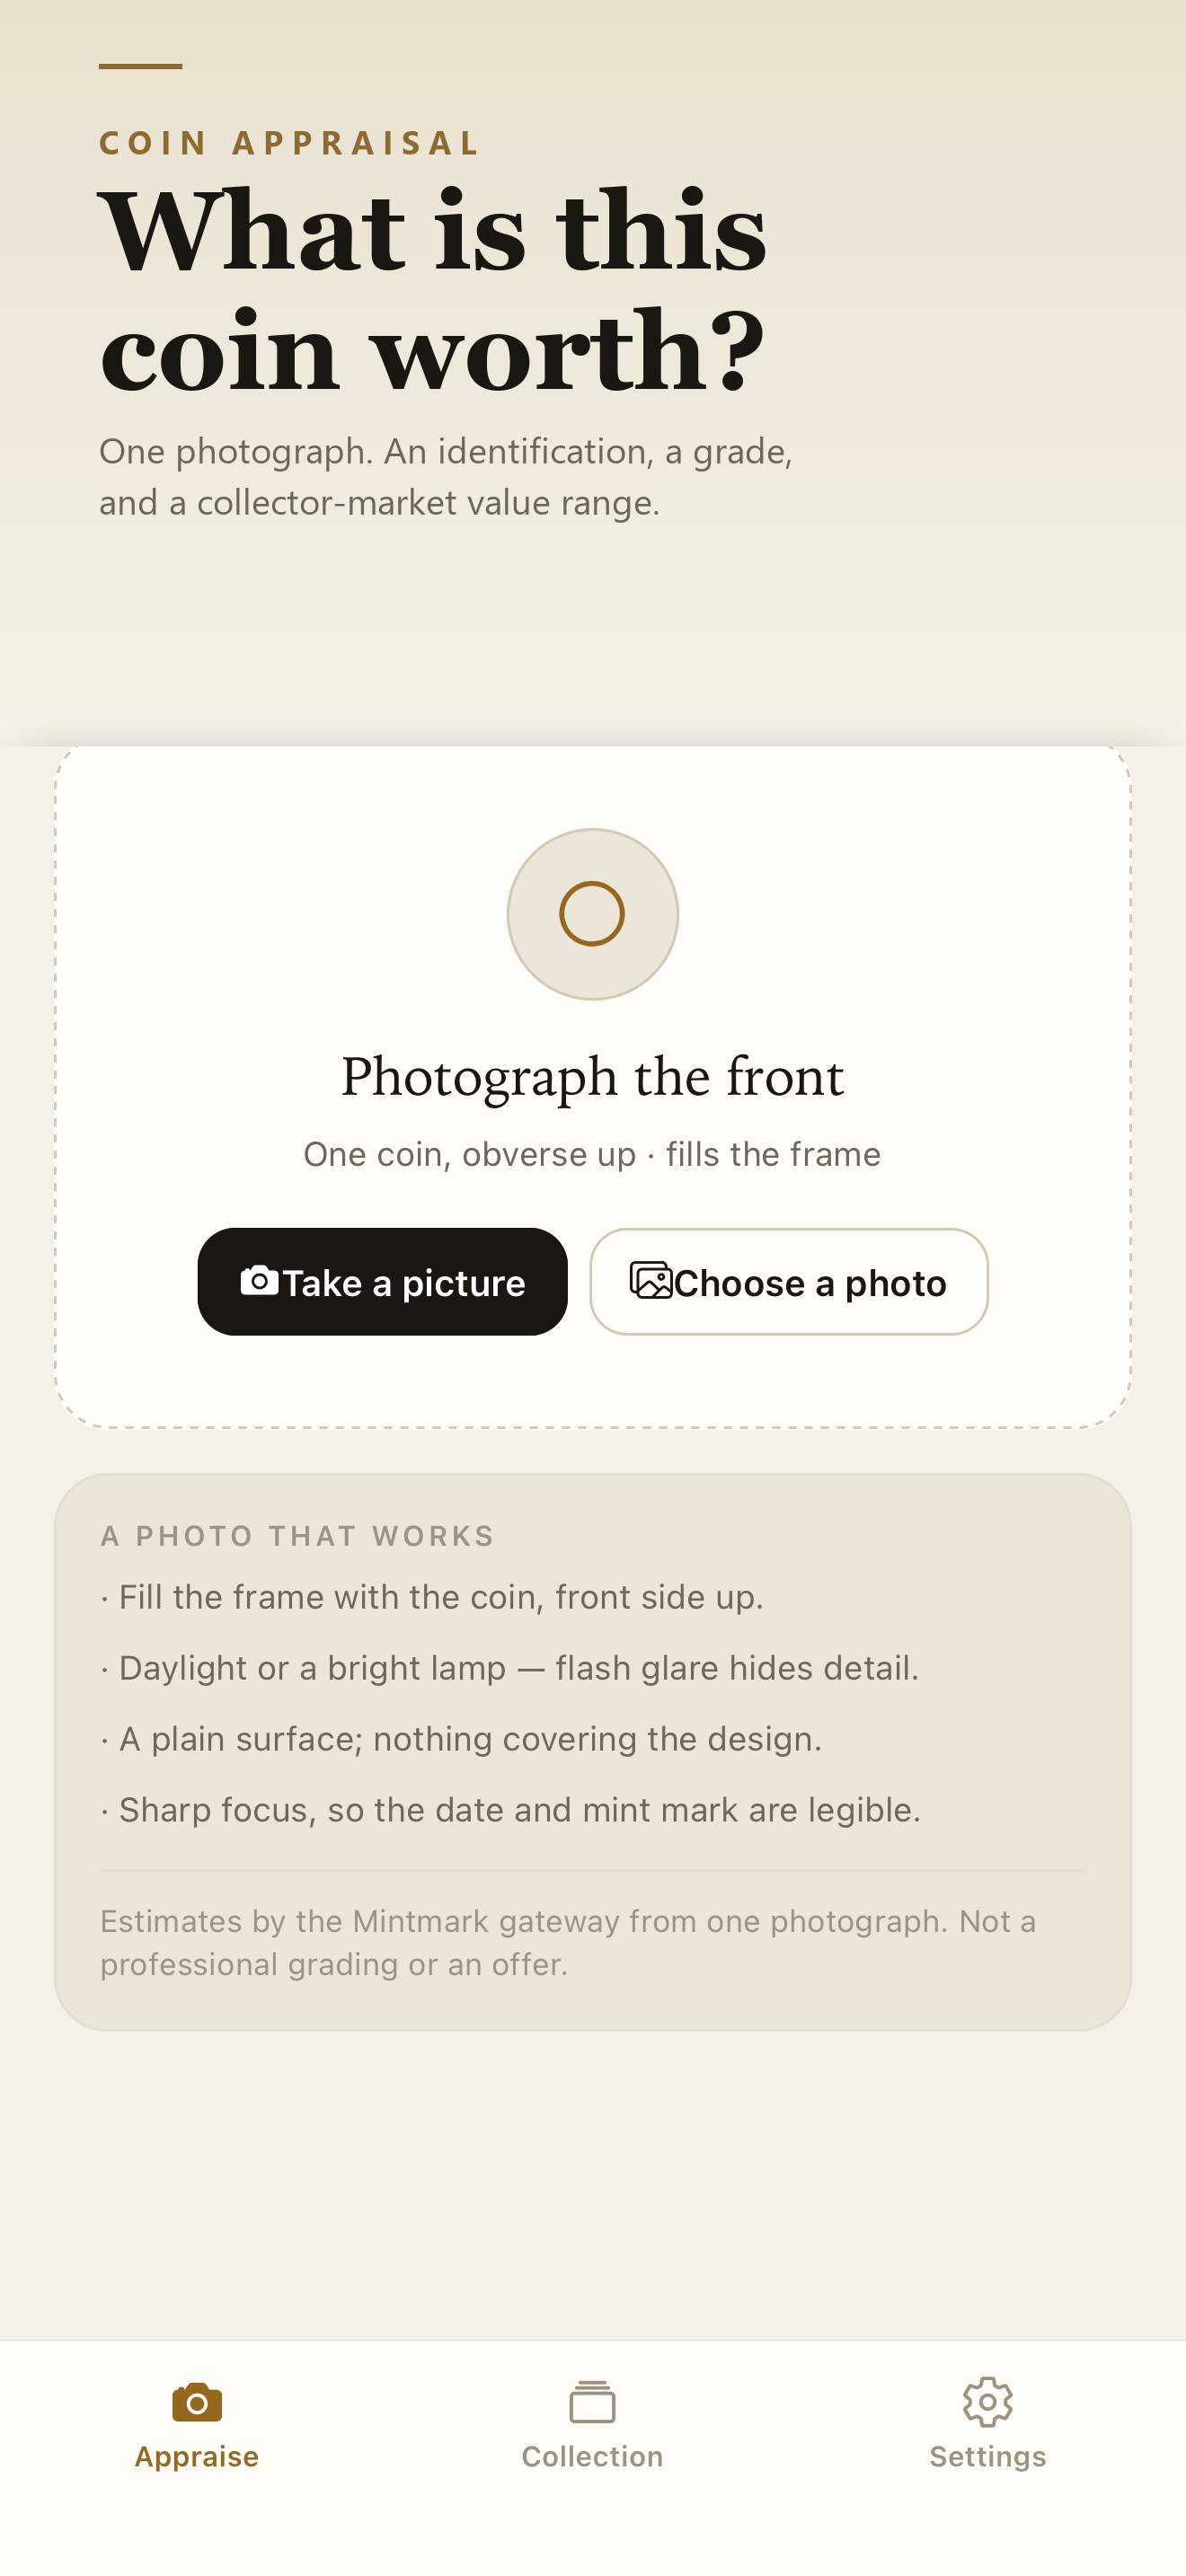 COIN APPRAISAL
What is this
coin worth?
One photograph. An identification, a grade,
and a collector-market value range.
Photograph the front
One coin, obverse up · fills the frame
Take a picture
Choose a photo
A PHOTO THAT WORKS
· Fill the frame with the coin, front side up.
· Daylight or a bright lamp — flash glare hides detail.
· A plain surface; nothing covering the design.
· Sharp focus, so the date and mint mark are legible.
Estimates by the Mintmark gateway from one photograph. Not a
professional grading or an offer.
Appraise
Collection
Settings